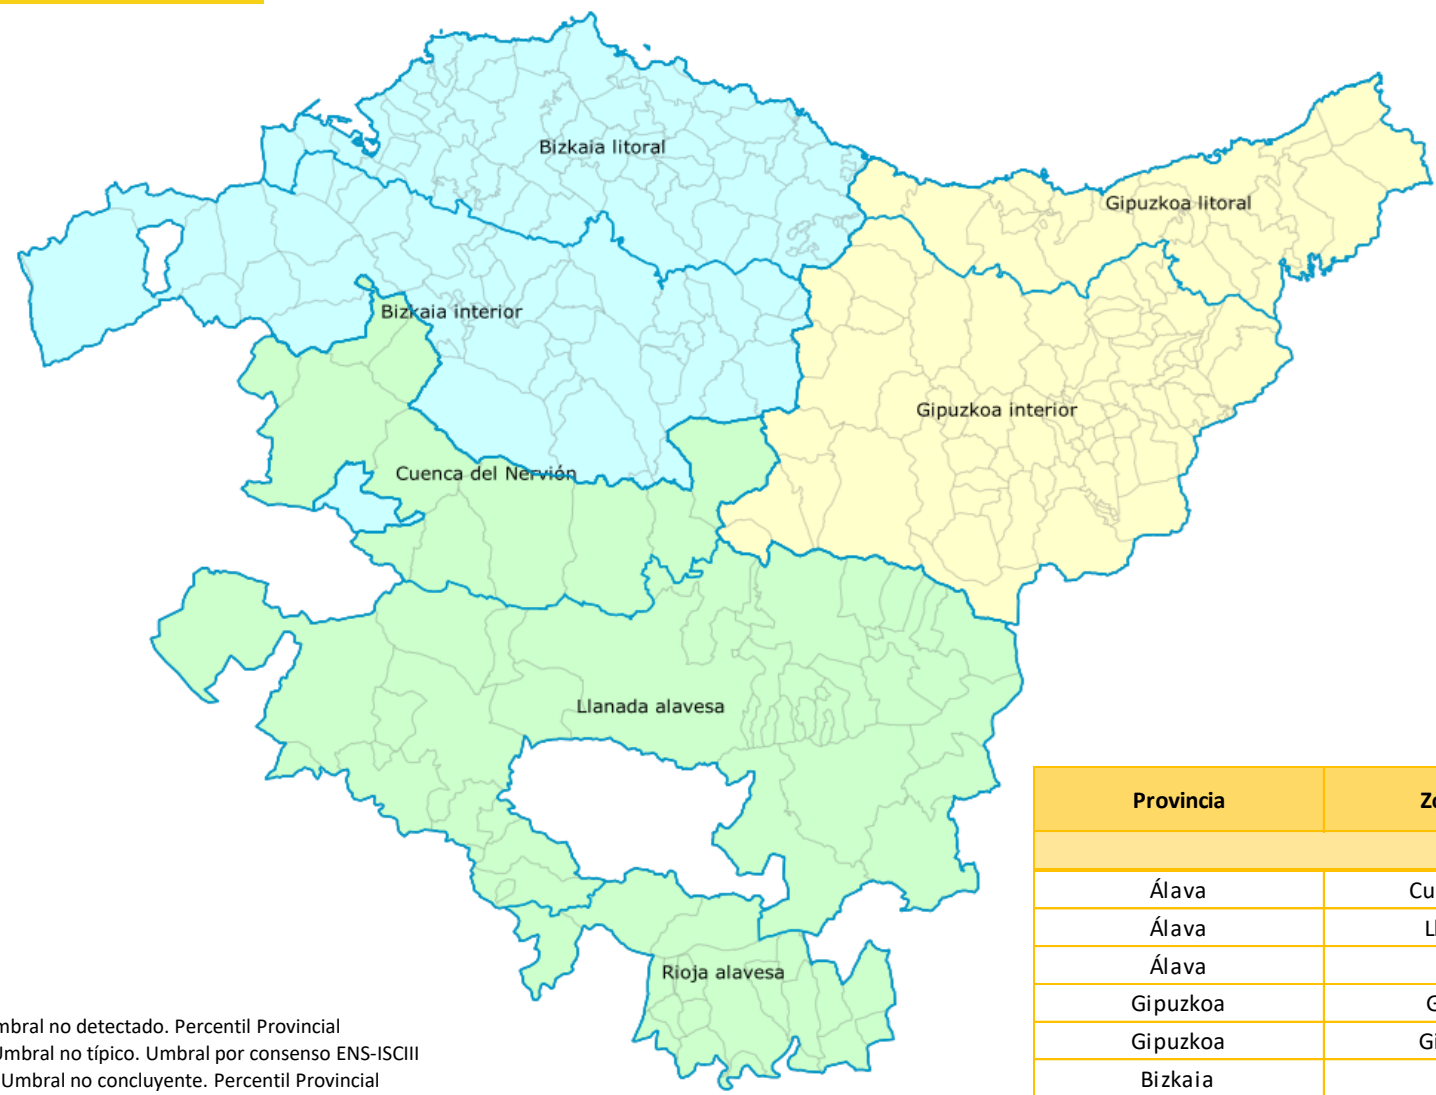 Bizkaia litoral
Gipuzkoa litoral
Bizkaia interior
Gipuzkoa interior
Cuenca del Nervión
Llanada alavesa
Rioja alavesa
Provincia
Álava
Álava
Álava
Gipuzkoa
Gipuzkoa
Bizkaia
no detectado. Percentil Provincial
Umbral no típico. Umbral por consenso ENS-ISCIII
Umbral no concluyente. Percentil Provincial